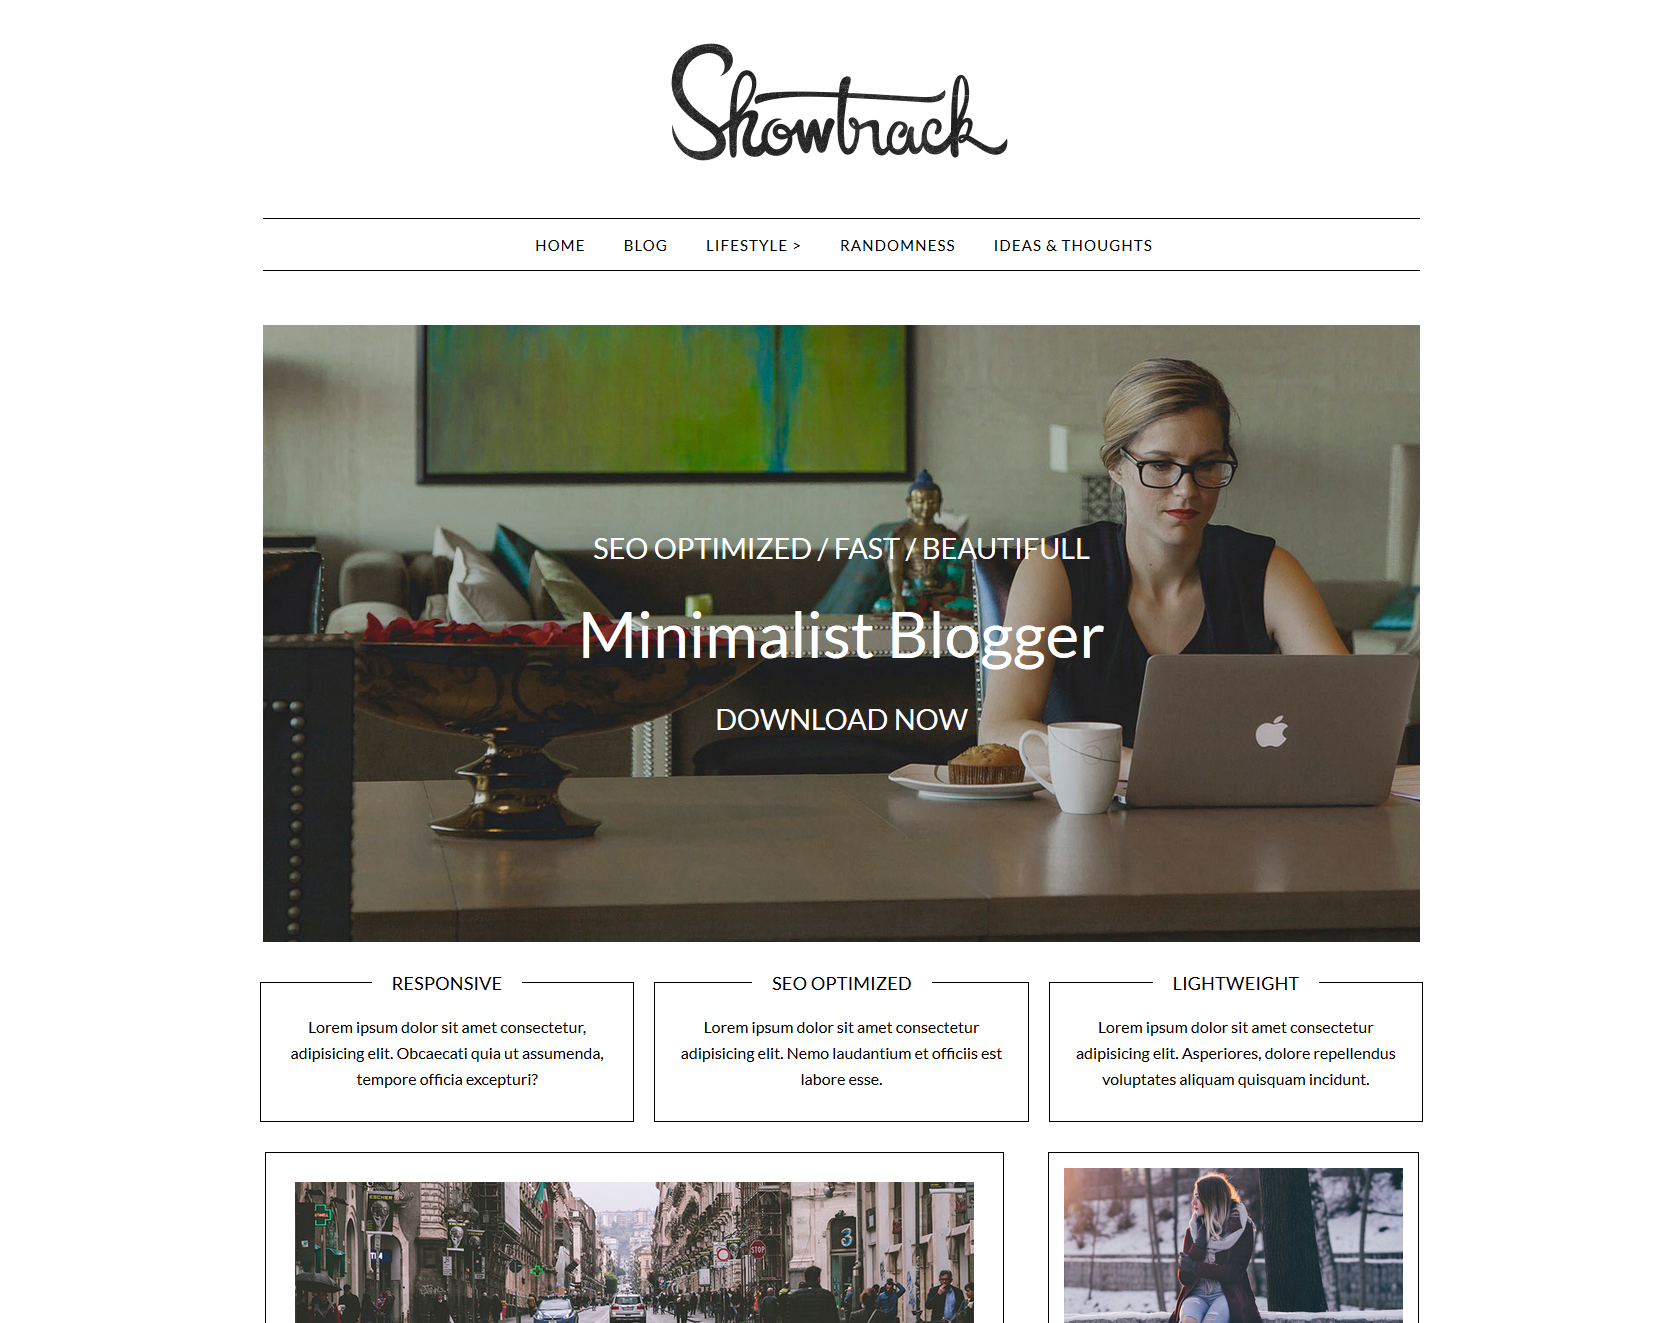 Showtrack
HOME BLOG LIFESTYLE > RANDOMNESS IDEAS & THOUGHTS
SEO OPTIMIZED / FAST / BEAUTIFULL
Minimalist Blogger
DOWNLOAD NOW
RESPONSIVE
Lorem ipsum dolor sit amet consectetur,
adipisicing elit. Obcaecati quia ut assumenda,
tempore officia excepturi?
SEO OPTIMIZED
Lorem ipsum dolor sit amet consectetur
adipisicing elit. Nemo laudantium et officiis est
labore esse.
LIGHTWEIGHT
Lorem ipsum dolor sit amet consectetur
adipisicing elit. Asperiores, dolore repellendus
voluptates aliquam quisquam incidunt.
ESCHER
3
STOP